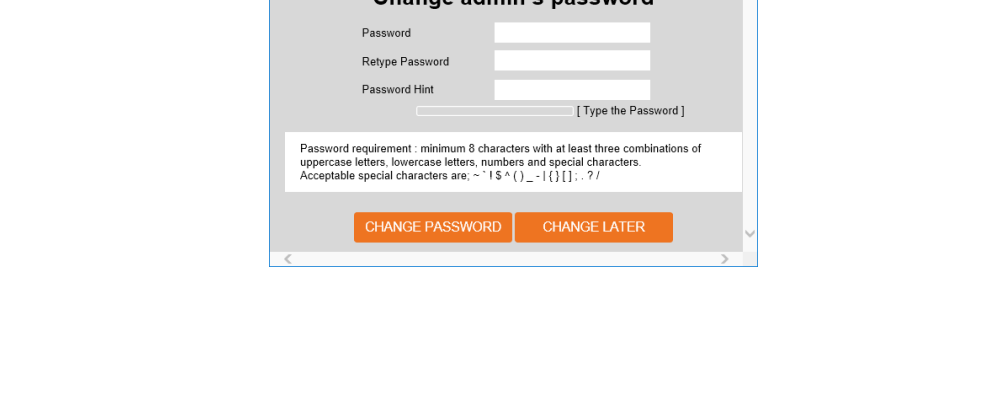 Change admin's password
Password
Retype Password
Password Hint
[ Type the Password ]
Password requirement : minimum 8 characters with at least three combinations of
uppercase letters, lowercase letters, numbers and special characters.
Acceptable special characters are; ~ ` ! $ ^ ( ) _ - | { } [ ] ; . ? /
CHANGE PASSWORD
CHANGE LATER